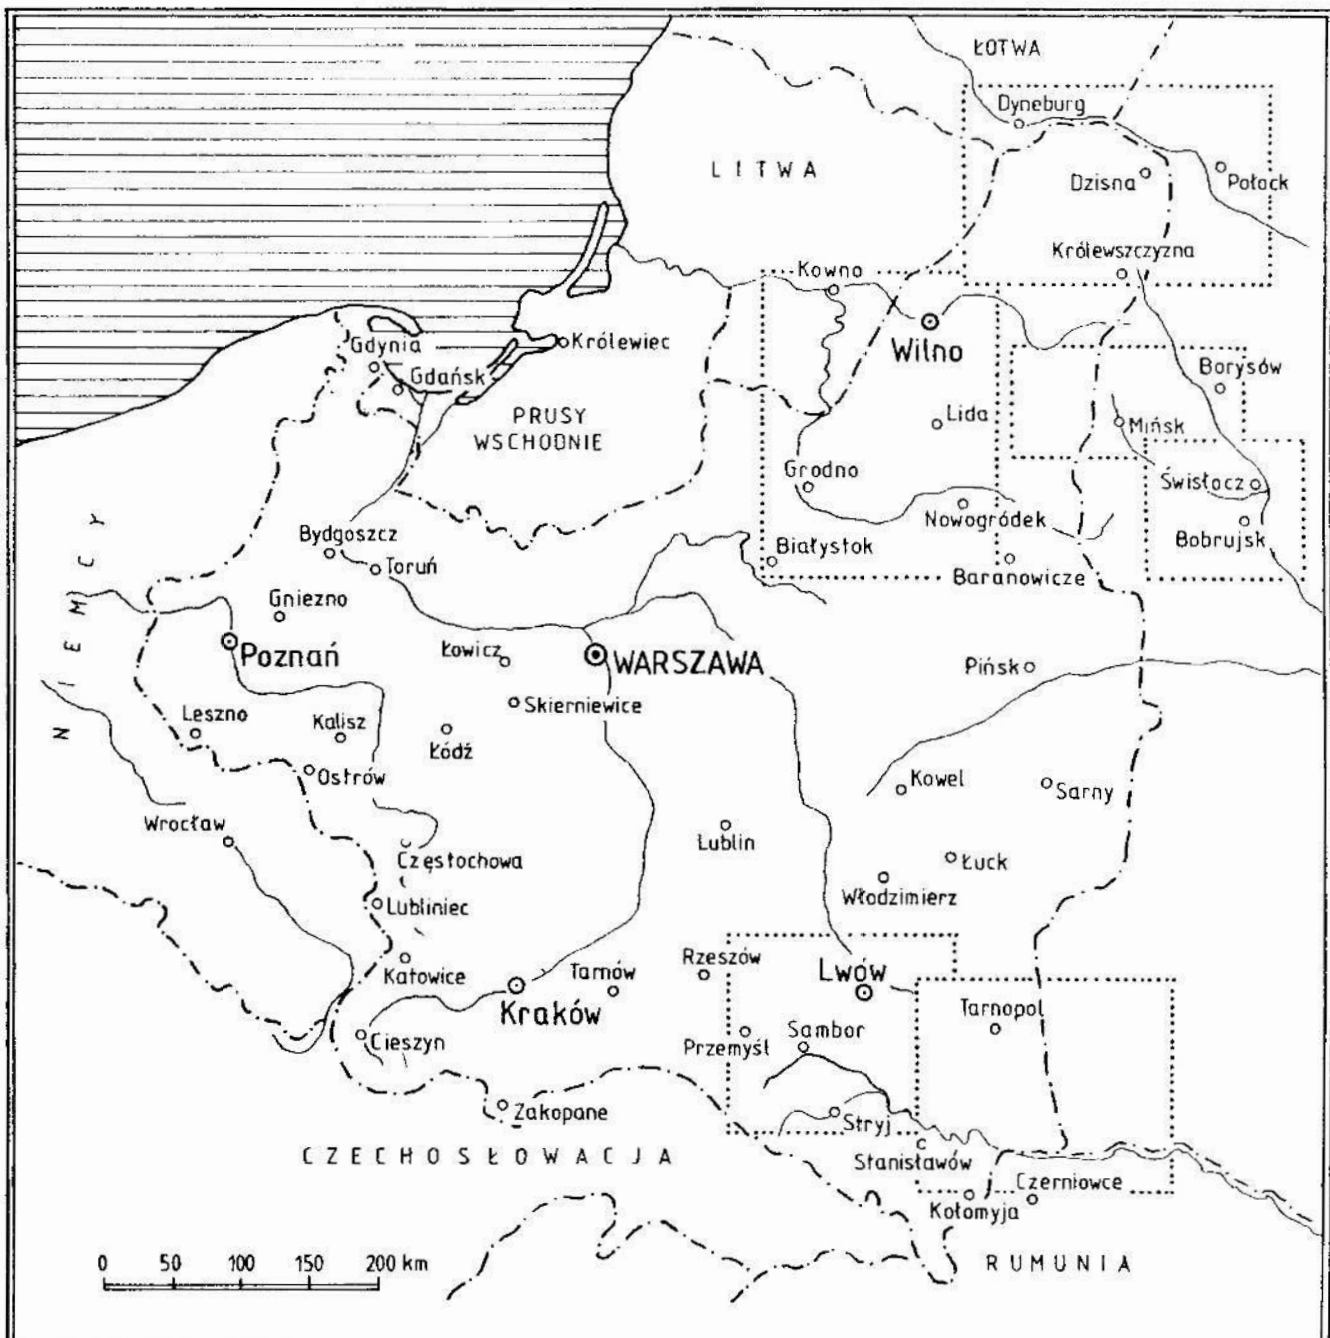 ŁOTWA
Dyneburg
LITWA
Dzisna
Połock
Królewszczyzna
Kowno
Wilno
Gdynia
Królewiec
Gdańsk
Borysów
PRUSY
WSCHODNIE
Lida
Mińsk
Grodno
Świsłocz
Nowogródek
Bydgoszcz
Białystok
Bobrujsk
Toruń
Baranowicze
NIEMCY
Gniezno
Poznań
Łowicz
WARSZAWA
Pińsk
Skierniewice
Leszno
Kalisz
Łódź
Ostrów
Kowel
Sarny
Wrocław
Lublin
Częstochowa
Łuck
Włodzimierz
Lubliniec
Rzeszów
Katowice
Tarnów
Lwów
Kraków
Tarnopol
Cieszyn
Przemyśl
Sambor
Zakopane
Stryj
CZECHOSŁOWACJA
Stanisławów
Czerniowce
Kołomyja
RUMUNIA
0 50 100 150 200 km